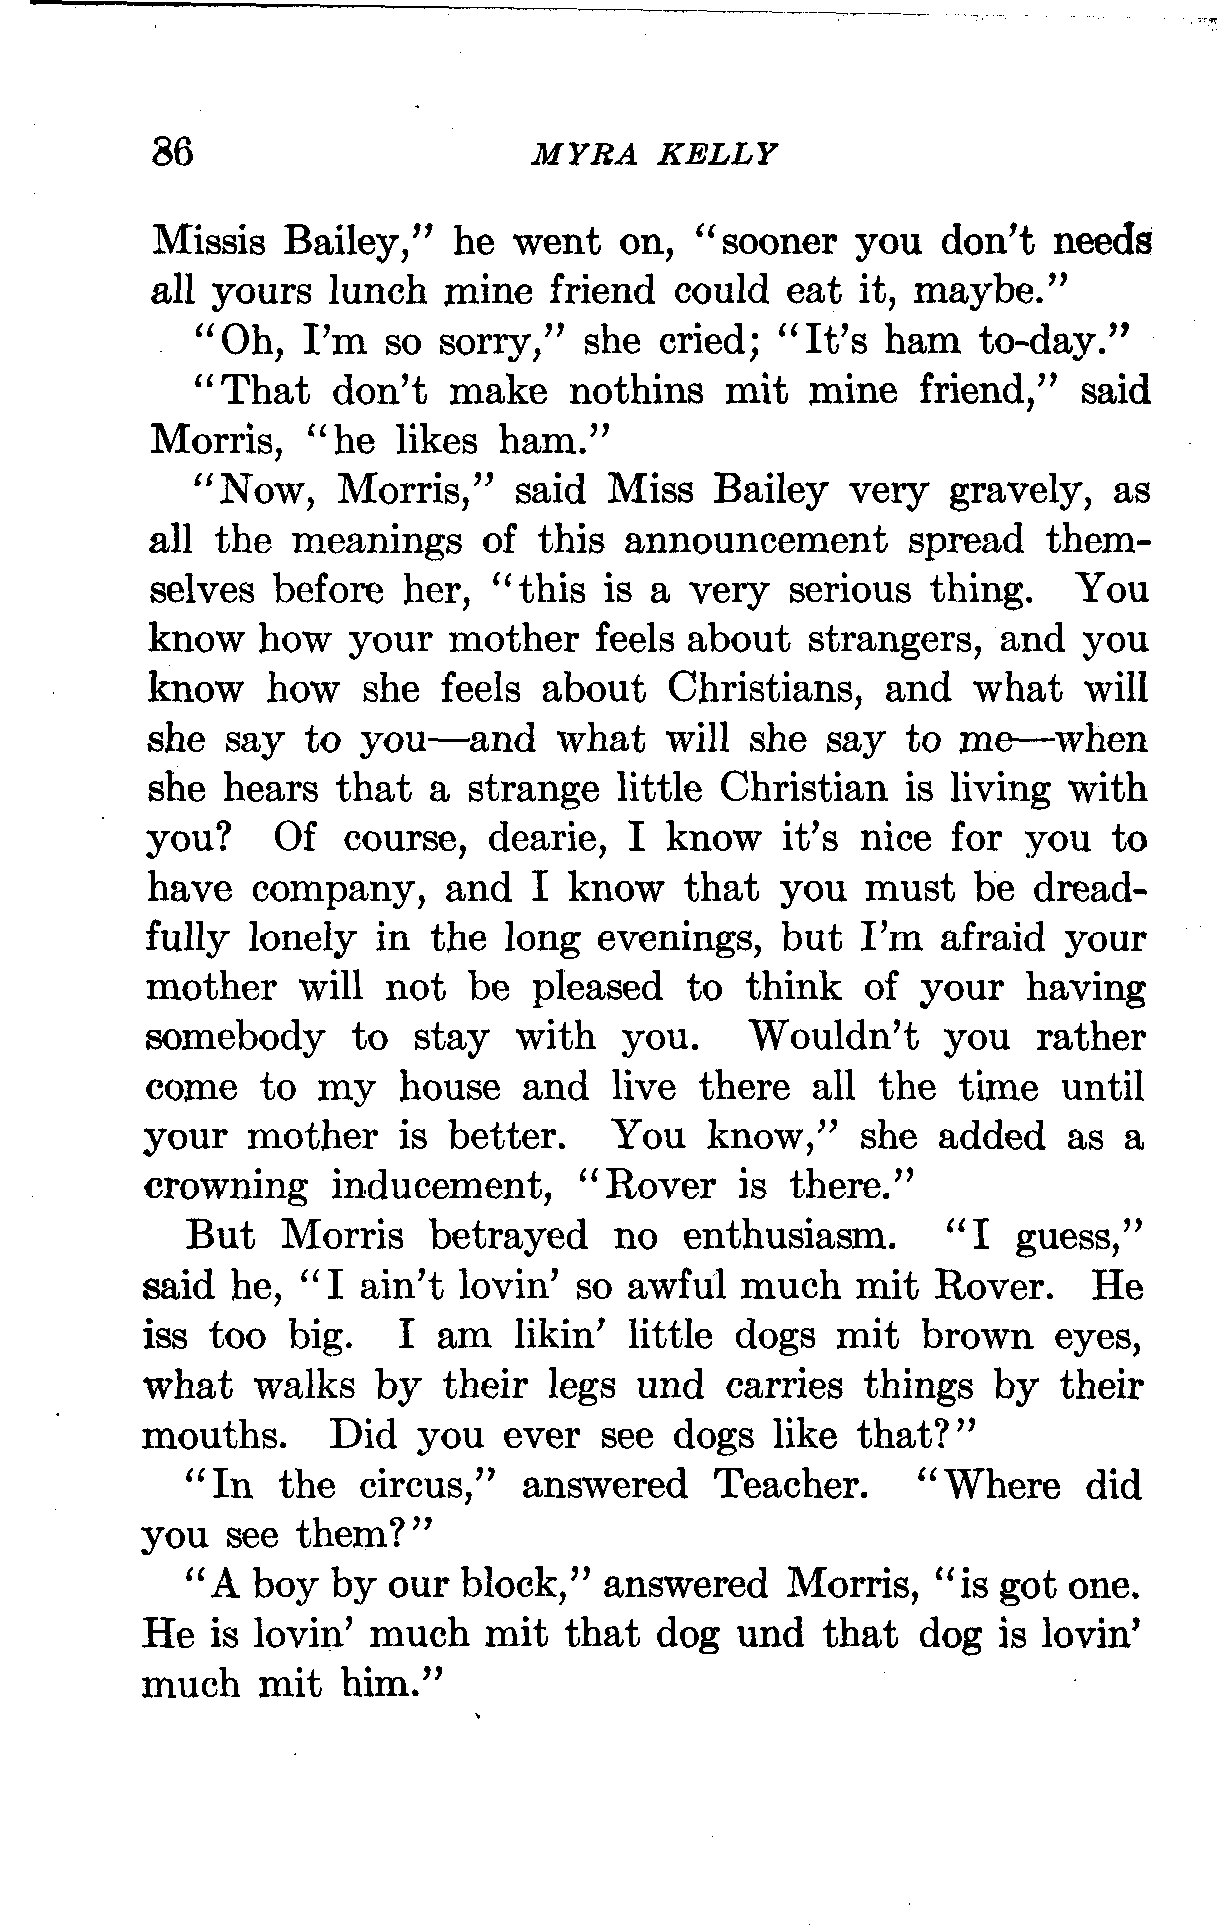 86 MYRA KELLY
Missis Bailey," he went on, "sooner you don't needs
all yours lunch mine friend could eat it, maybe."
"Oh, I'm so sorry," she cried; "It's ham to-day."
"That don't make nothins mit mine friend," said
Morris, "he likes ham."
"Now, Morris," said Miss Bailey very gravely, as
all the meanings of this announcement spread them-
selves before her, "this is a very serious thing. You
know how your mother feels about strangers, and you
know how she feels about Christians, and what will
she say to you—and what will she say to me—when
she hears that a strange little Christian is living with
you? Of course, dearie, I know it's nice for you to
have company, and I know that you must be dread-
fully lonely in the long evenings, but I'm afraid your
mother will not be pleased to think of your having
somebody to stay with you. Wouldn't you rather
come to my house and live there all the time until
your mother is better. You know," she added as a
crowning inducement, "Rover is there."
But Morris betrayed no enthusiasm. "I guess,"
said he, "I ain't lovin' so awful much mit Rover. He
iss too big. I am likin' little dogs mit brown eyes,
what walks by their legs und carries things by their
mouths. Did you ever see dogs like that?"
"In the circus," answered Teacher. "Where did
you see them?"
"A boy by our block," answered Morris, "is got one.
He is lovin' much mit that dog und that dog is lovin'
much mit him."